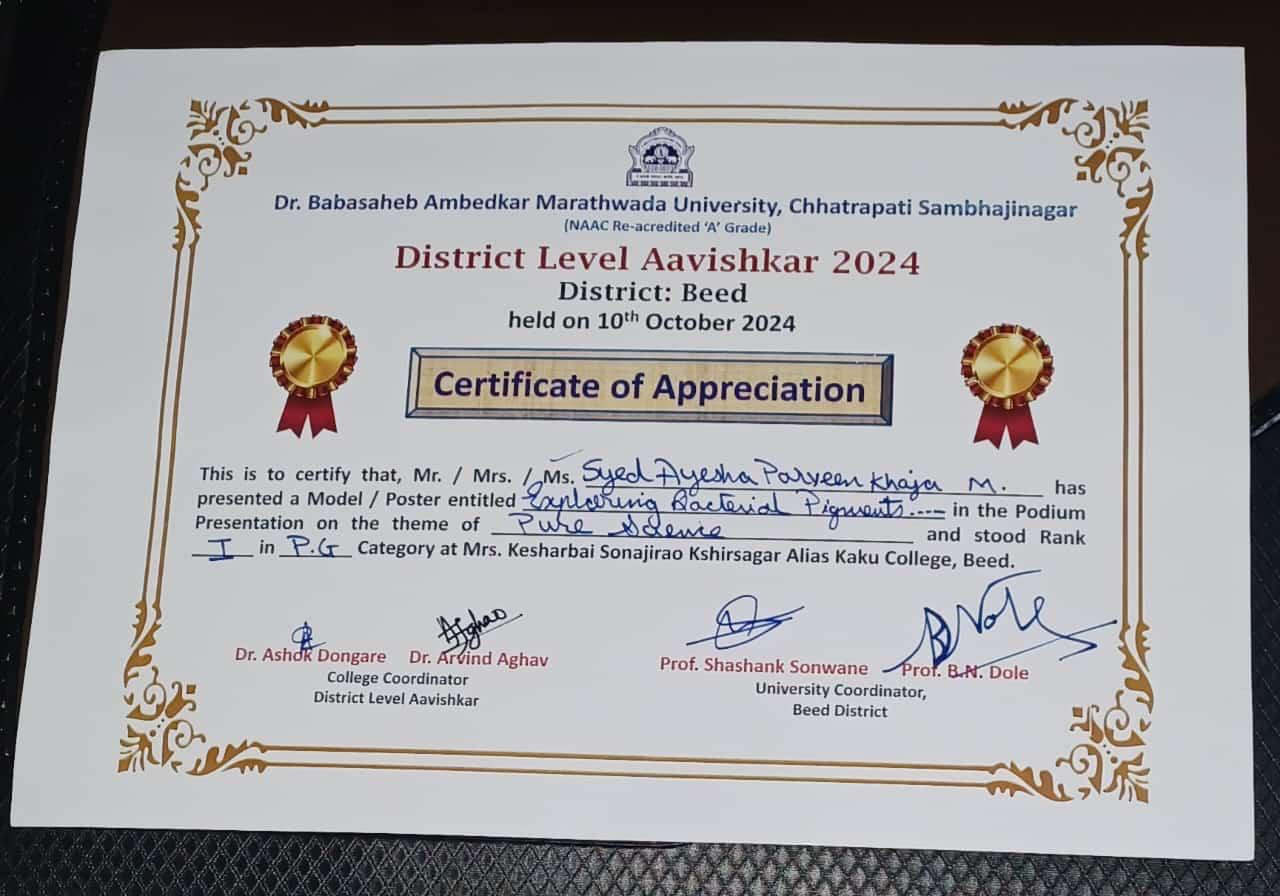 Dr. Babasaheb Ambedkar Marathwada University, Chhatrapati Sambhajinagar
(NAAC Re-accredited 'A' Grade)
District Level Aavishkar 2024
District: Beed
held on 10th October 2024
Certificate of Appreciation
This is to certify that, Mr. / Mrs. / Ms. Syed Ayesha Parveen Khaja M. has
presented a Model / Poster entitled Exploring Bacterial Pigments.---- in the Podium
Presentation on the theme of Pure Science and stood Rank
I in P.G Category at Mrs. Kesharbai Sonajirao Kshirsagar Alias Kaku College, Beed.
Dr. Ashok Dongare Dr. Arvind Aghav Prof. Shashank Sonwane Prof. B.N. Dole
College Coordinator University Coordinator,
District Level Aavishkar Beed District